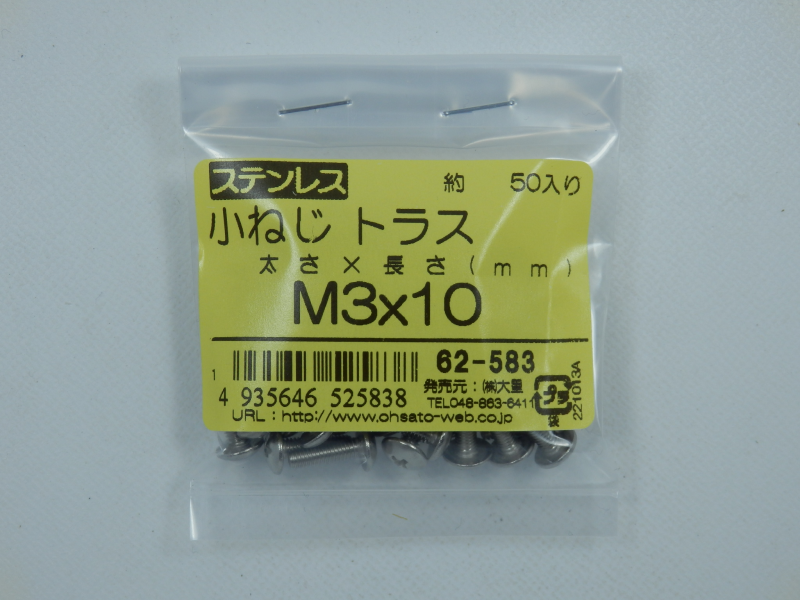 ステンレス 約 50入り
小ねじ トラス
太さ×長さ(mm)
M3x10
1
62-583
4 935646 525838
発売元:㈱大里
TEL048-863-6411
URL:http://www.ohsato-web.co.jp
プラ
袋
221013A